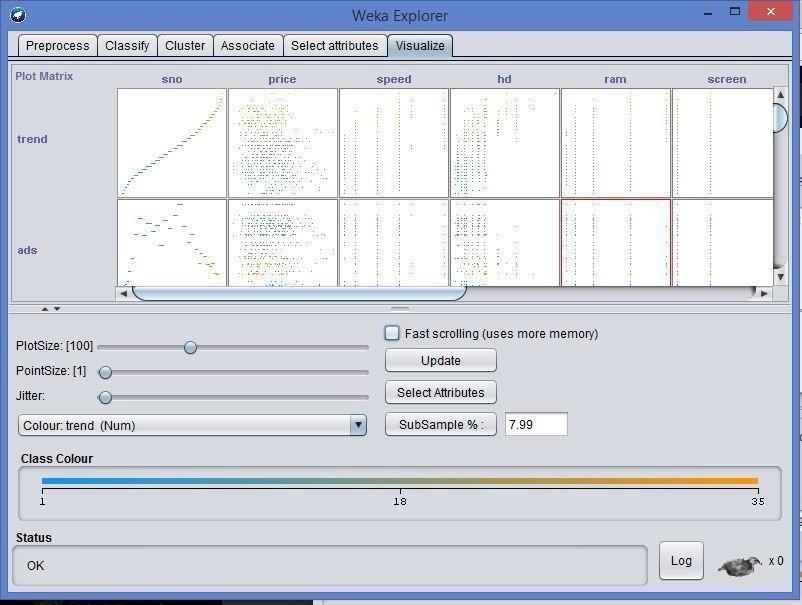 Weka Explorer
Preprocess Classify Cluster Associate Select attributes Visualize
Plot Matrix sno price speed hd ram screen
trend
ads
Fast scrolling (uses more memory)
PlotSize: [100]
Update
PointSize: [1]
Select Attributes
Jitter:
Colour: trend (Num)
SubSample % : 7.99
Class Colour
1 18 35
Status
OK
Log
x 0